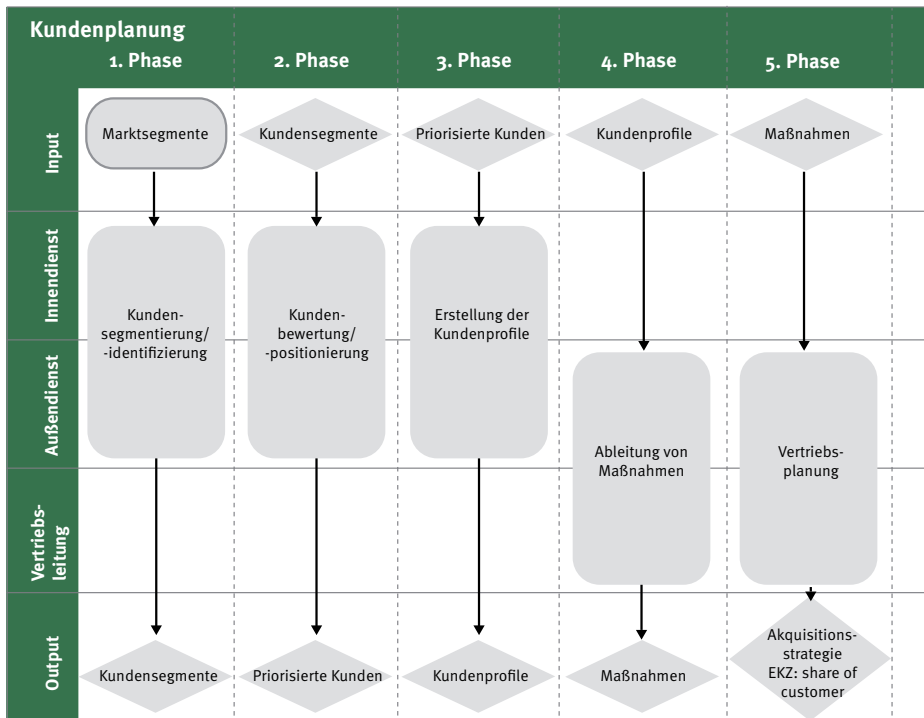 Kundenplanung
1. Phase
2. Phase
3. Phase
4. Phase
5. Phase
Input
Marktsegmente
Kundensegmente
Priorisierte Kunden
Kundenprofile
Maßnahmen
Innendienst
Kunden-
segmentierung/
-identifizierung
Kunden-
bewertung/
-positionierung
Erstellung der
Kundenprofile
Außendienst
Ableitung von
Maßnahmen
Vertriebs-
planung
Vertriebs-
leitung
Output
Kundensegmente
Priorisierte Kunden
Kundenprofile
Maßnahmen
Akquisitions-
strategie
EKZ: share of
customer